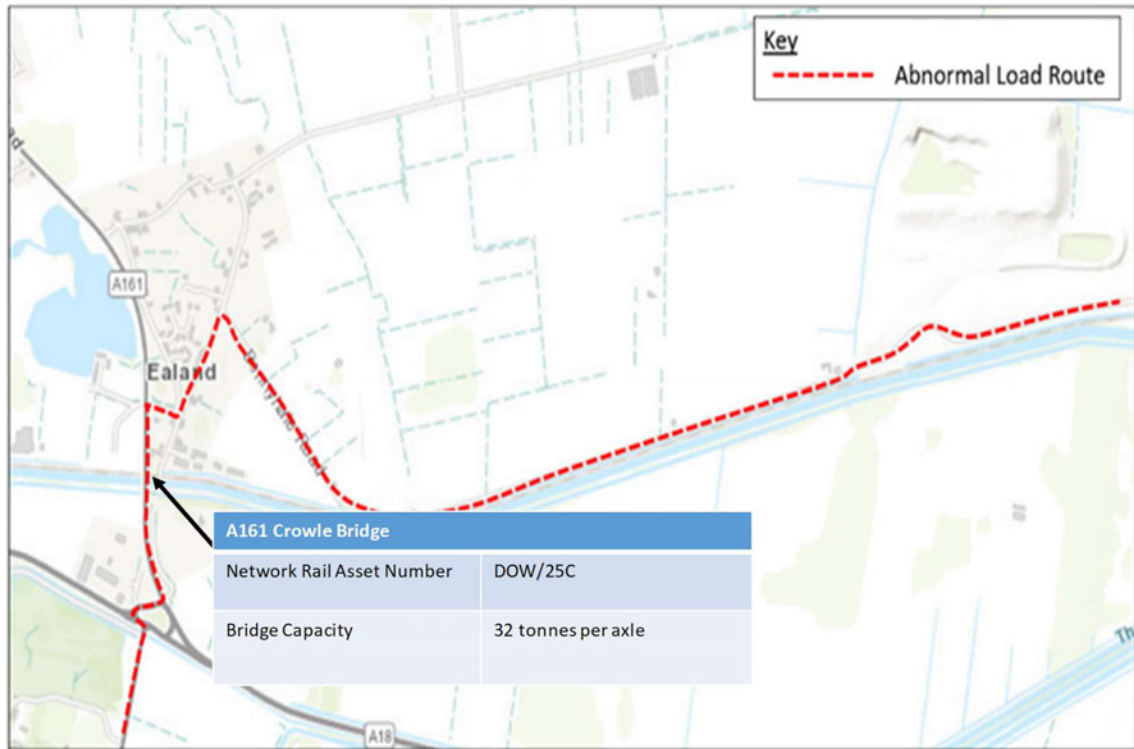 Key
Abnormal Load Route
A161
Ealand
A161 Crowle Bridge
Network Rail Asset Number DOW/25C
Bridge Capacity 32 tonnes per axle
A18